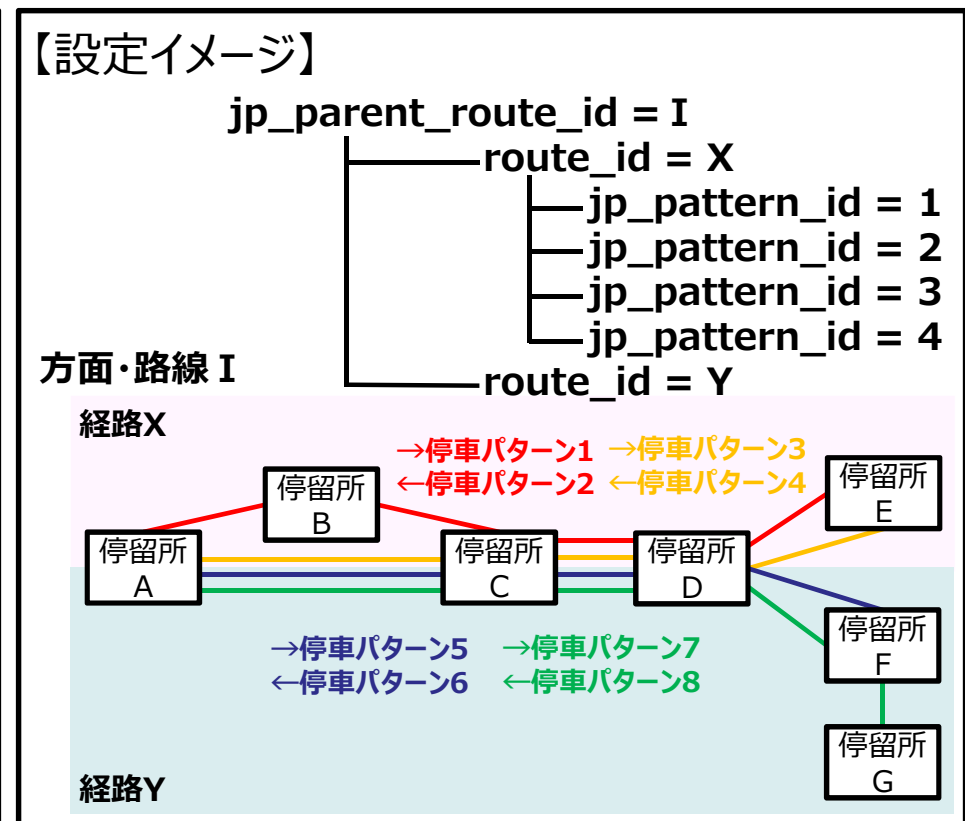 【設定イメージ】
jp_parent_route_id = I
route_id = X
jp_pattern_id = 1
jp_pattern_id = 2
jp_pattern_id = 3
jp_pattern_id = 4
route_id = Y
方面・路線 I
経路X
→停車パターン1 →停車パターン3
←停車パターン2 ←停車パターン4
停留所
B
停留所
E
停留所
A
停留所
C
停留所
D
→停車パターン5 →停車パターン7
←停車パターン6 ←停車パターン8
停留所
F
停留所
G
経路Y